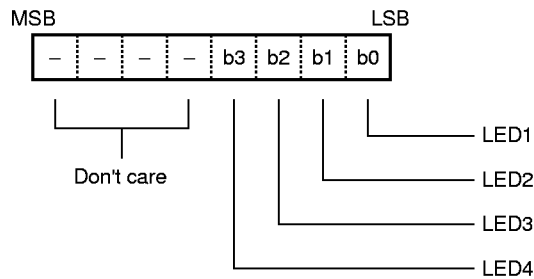 MSB LSB
– – – – b3 b2 b1 b0
LED1
Don't care
LED2
LED3
LED4